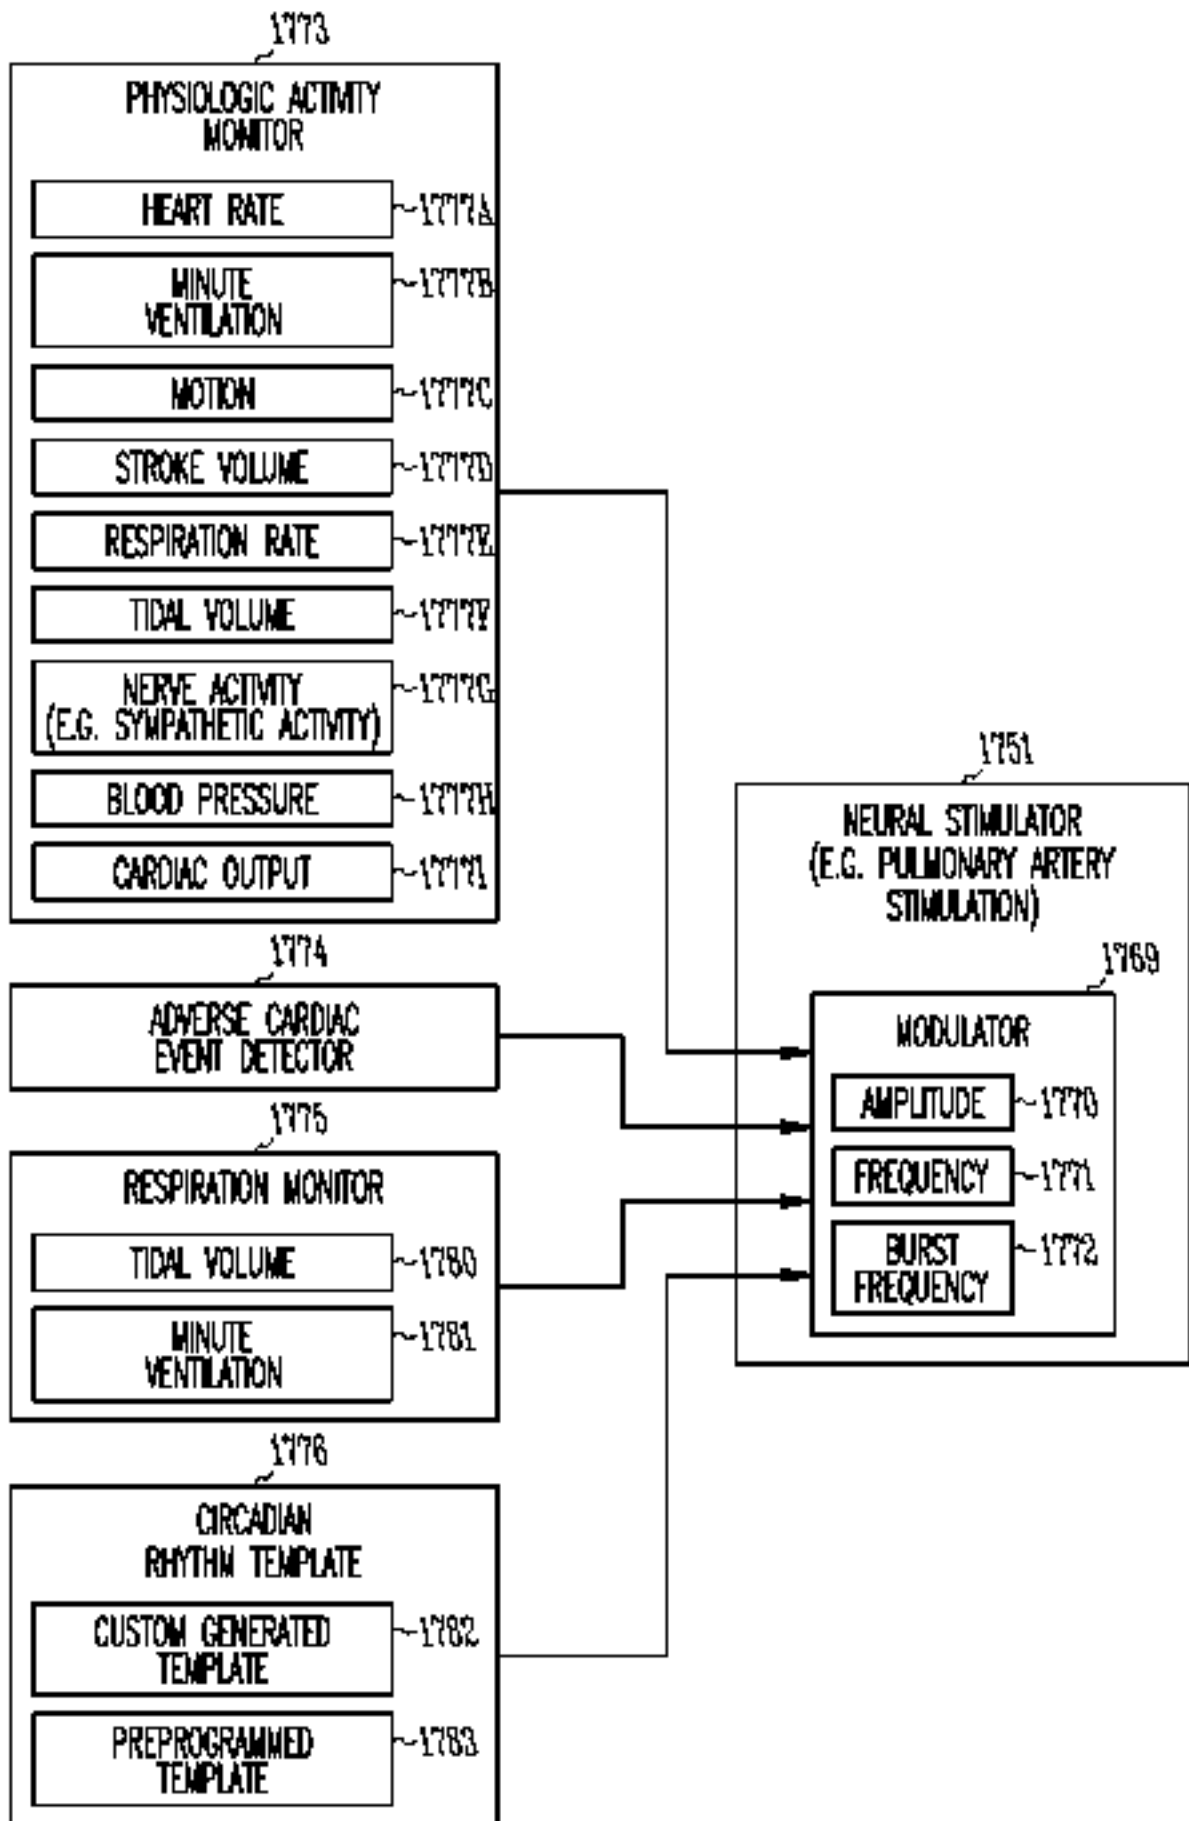 1773
PHYSIOLOGIC ACTIVITY
MONITOR
HEART RATE
1777A
MINUTE
VENTILATION
1777B
MOTION
1777C
STROKE VOLUME
1777D
RESPIRATION RATE
1777E
TIDAL VOLUME
1777F
NERVE ACTIVITY
(E.G. SYMPATHETIC ACTIVITY)
1777G
BLOOD PRESSURE
1777H
CARDIAC OUTPUT
1777I
1774
ADVERSE CARDIAC
EVENT DETECTOR
1775
RESPIRATION MONITOR
TIDAL VOLUME
1780
MINUTE
VENTILATION
1781
1776
CIRCADIAN
RHYTHM TEMPLATE
CUSTOM GENERATED
TEMPLATE
1782
PREPROGRAMMED
TEMPLATE
1783
1751
NEURAL STIMULATOR
(E.G. PULMONARY ARTERY
STIMULATION)
1769
MODULATOR
AMPLITUDE
1770
FREQUENCY
1771
BURST
FREQUENCY
1772